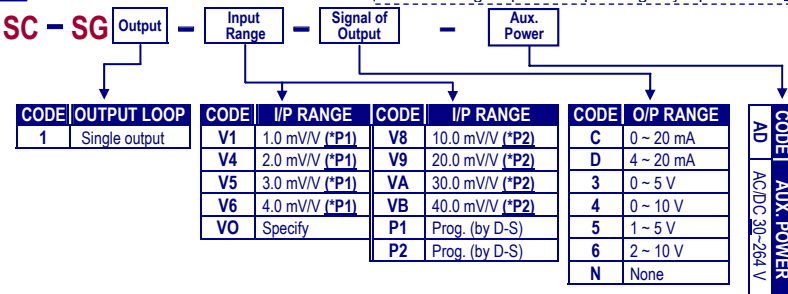 SC – SG Output – Input Range – Signal of Output – Aux. Power
CODE OUTPUT LOOP
1 Single output
CODE I/P RANGE CODE I/P RANGE
V1 1.0 mV/V (*P1) V8 10.0 mV/V (*P2)
V4 2.0 mV/V (*P1) V9 20.0 mV/V (*P2)
V5 3.0 mV/V (*P1) VA 30.0 mV/V (*P2)
V6 4.0 mV/V (*P1) VB 40.0 mV/V (*P2)
VO Specify P1 Prog. (by D-S)
P2 Prog. (by D-S)
CODE O/P RANGE
C 0 ~ 20 mA
D 4 ~ 20 mA
3 0 ~ 5 V
4 0 ~ 10 V
5 1 ~ 5 V
6 2 ~ 10 V
N None
CODE AUX. POWER
AD AC/DC 30~264 V